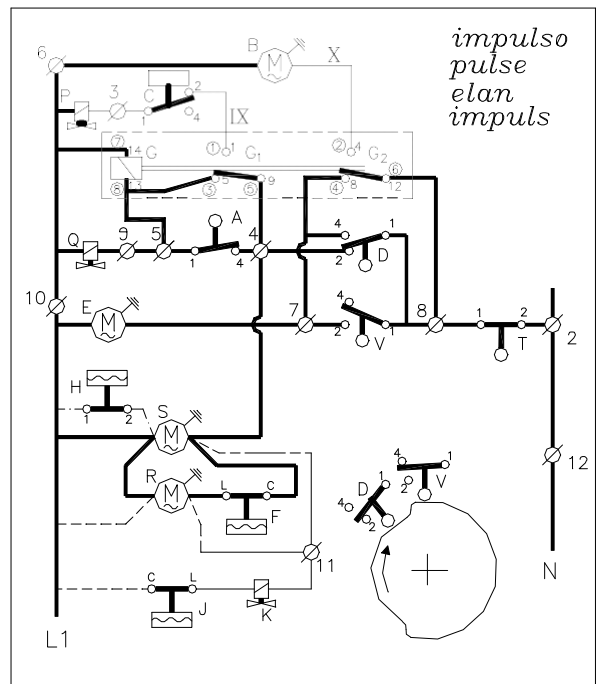 impulso
pulse
elan
impuls
6 B X
P 3 C 2
1 4 IX
7 14 G 1 1 G1 2 4 G2 6
8 13 3 5 5 9 4 8 12
A 4 1
Q 9 5 1 4 4 2 D
10 E 4
7 2 V 1 8 1 2 T 2
H
1 2 S
12
R L C F
4 1
D 1 2 V
4 2
11
C L J K
N
L1